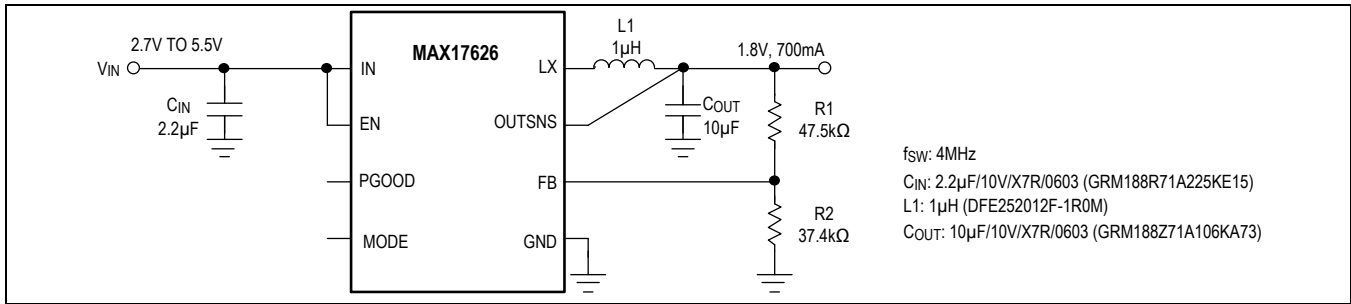 2.7V TO 5.5V
VIN
CIN
2.2µF
MAX17626
IN
EN
PGOOD
MODE
LX
OUTSNS
FB
GND
L1
1µH
1.8V, 700mA
COUT
10µF
R1
47.5kΩ
R2
37.4kΩ
fSW: 4MHz
CIN: 2.2µF/10V/X7R/0603 (GRM188R71A225KE15)
L1: 1µH (DFE252012F-1R0M)
COUT: 10µF/10V/X7R/0603 (GRM188Z71A106KA73)